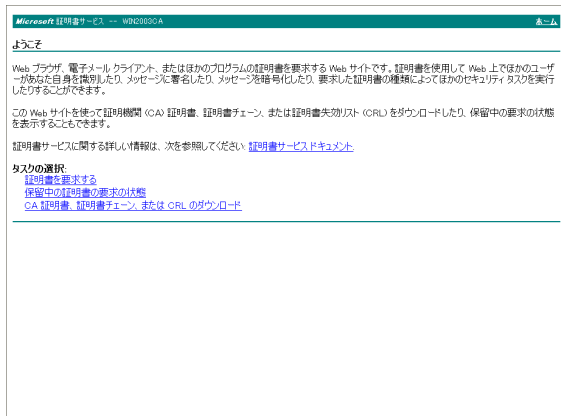 Microsoft 証明書サービス -- WIN2003CA ホーム
ようこそ
Web ブラウザ、電子メール クライアント、またはほかのプログラムの証明書を要求する Web サイトです。証明書を使用して Web 上でほかのユーザ
ーがあなた自身を識別したり、メッセージに署名したり、メッセージを暗号化したり、要求した証明書の種類によってほかのセキュリティ タスクを実行
したりすることができます。
この Web サイトを使って証明機関 (CA) 証明書、証明書チェーン、または証明書失効リスト (CRL) をダウンロードしたり、保留中の要求の状態
を表示することもできます。
証明書サービスに関する詳しい情報は、次を参照してください: 証明書サービス ドキュメント.
タスクの選択:
証明書を要求する
保留中の証明書の要求の状態
CA 証明書、証明書チェーン、または CRL のダウンロード